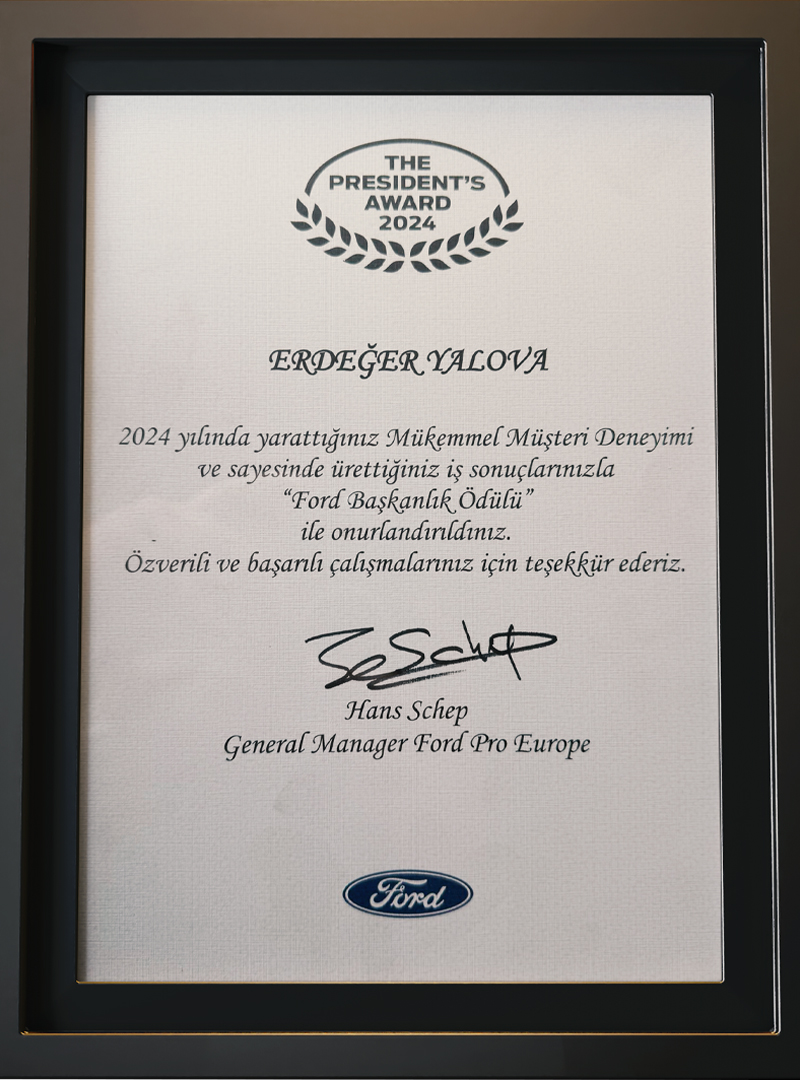 THE
PRESIDENT'S
AWARD
2024
ERDEĞER YALOVA
2024 yılında yarattığınız Mükemmel Müşteri Deneyimi
ve sayesinde ürettiğiniz iş sonuçlarınızla
“Ford Başkanlık Ödülü”
ile onurlandırıldınız.
Özverili ve başarılı çalışmalarınız için teşekkür ederiz.
Schep
Hans Schep
General Manager Ford Pro Europe
Ford